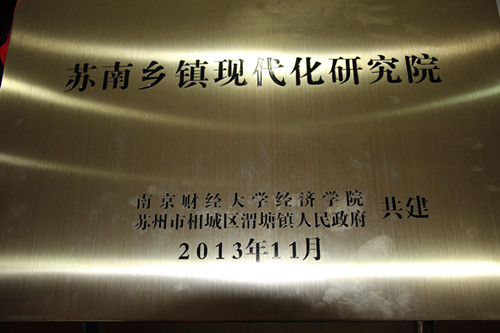 苏南乡镇现代化研究院
南京财经大学经济学院
苏州市相城区渭塘镇人民政府 共建
2013年11月